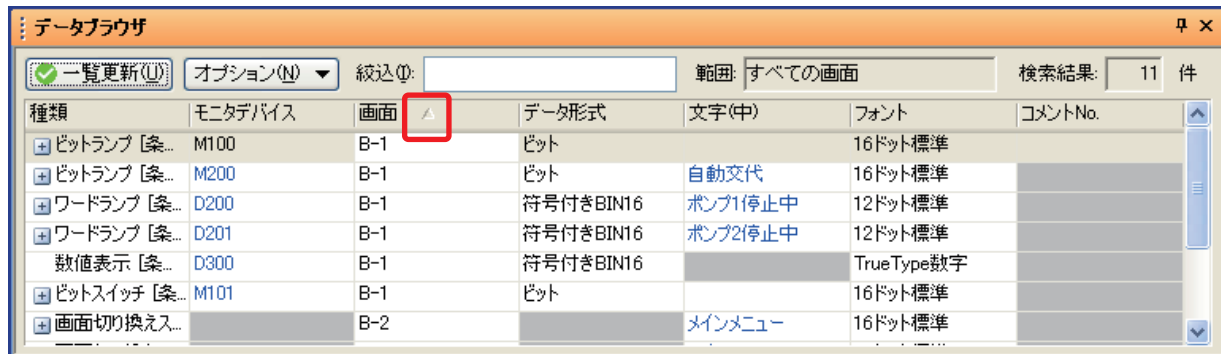 データブラウザ
一覧更新(U) オプション(N) 絞込(I): 範囲: すべての画面 検索結果: 11 件
種類 モニタデバイス 画面 データ形式 文字(中) フォント コメントNo.
ビットランプ [条... M100 B-1 ビット 16ドット標準
ビットランプ [条... M200 B-1 ビット 自動交代 16ドット標準
ワードランプ [条... D200 B-1 符号付きBIN16 ポンプ1停止中 12ドット標準
ワードランプ [条... D201 B-1 符号付きBIN16 ポンプ2停止中 12ドット標準
数値表示 [条... D300 B-1 符号付きBIN16 TrueType数字
ビットスイッチ [条... M101 B-1 ビット 16ドット標準
画面切り換えス... B-2 メインメニュー 16ドット標準